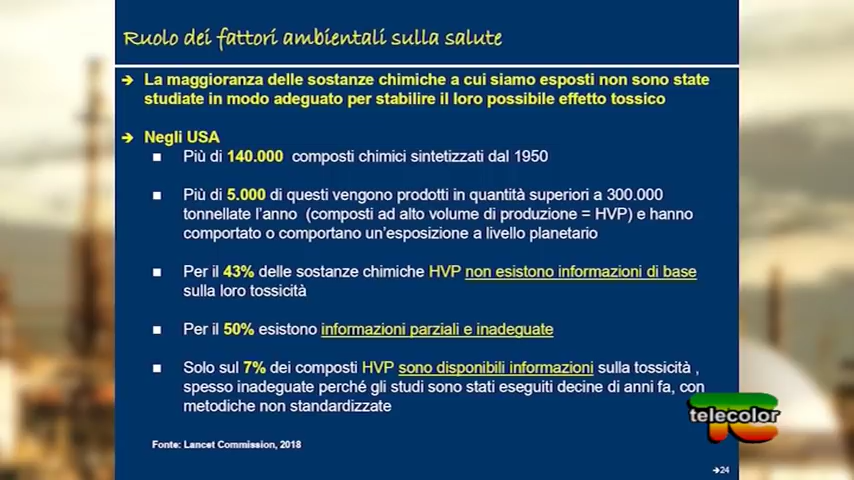 Ruolo dei fattori ambientali sulla salute
➔ La maggioranza delle sostanze chimiche a cui siamo esposti non sono state
studiate in modo adeguato per stabilire il loro possibile effetto tossico
➔ Negli USA
■ Più di 140.000 composti chimici sintetizzati dal 1950
■ Più di 5.000 di questi vengono prodotti in quantità superiori a 300.000
tonnellate l'anno (composti ad alto volume di produzione = HVP) e hanno
comportato o comportano un'esposizione a livello planetario
■ Per il 43% delle sostanze chimiche HVP non esistono informazioni di base
sulla loro tossicità
■ Per il 50% esistono informazioni parziali e inadeguate
■ Solo sul 7% dei composti HVP sono disponibili informazioni sulla tossicità ,
spesso inadeguate perché gli studi sono stati eseguiti decine di anni fa, con
metodiche non standardizzate
telecolor
Fonte: Lancet Commission, 2018
➔24